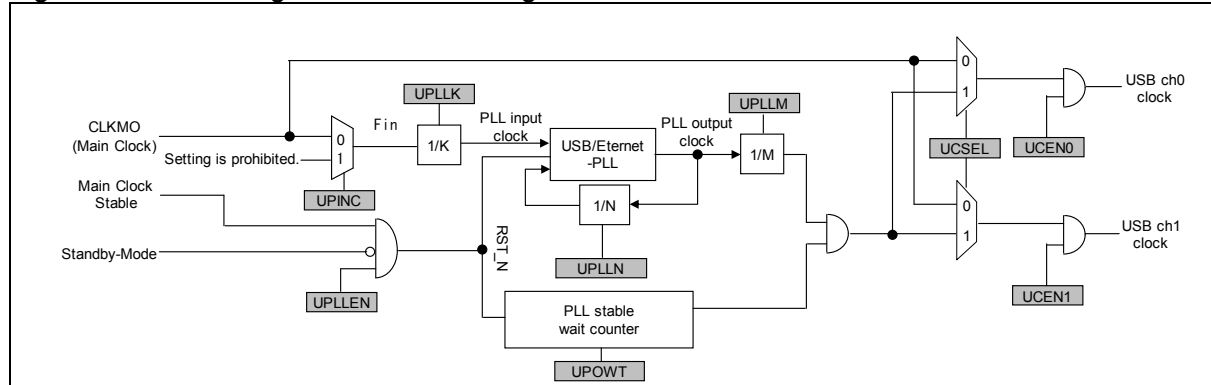 UPLLK
UPLLM
0
1
USB ch0
clock
CLKMO
(Main Clock)
Fin
0
1
1/K
PLL input
clock
USB/Eternet
-PLL
PLL output
clock
1/M
UCSEL
UCEN0
Setting is prohibited.
UPINC
1/N
Main Clock
Stable
0
1
USB ch1
clock
Standby-Mode
RST_N
UPLLN
UPLLEN
UCEN1
PLL stable
wait counter
UPOWT